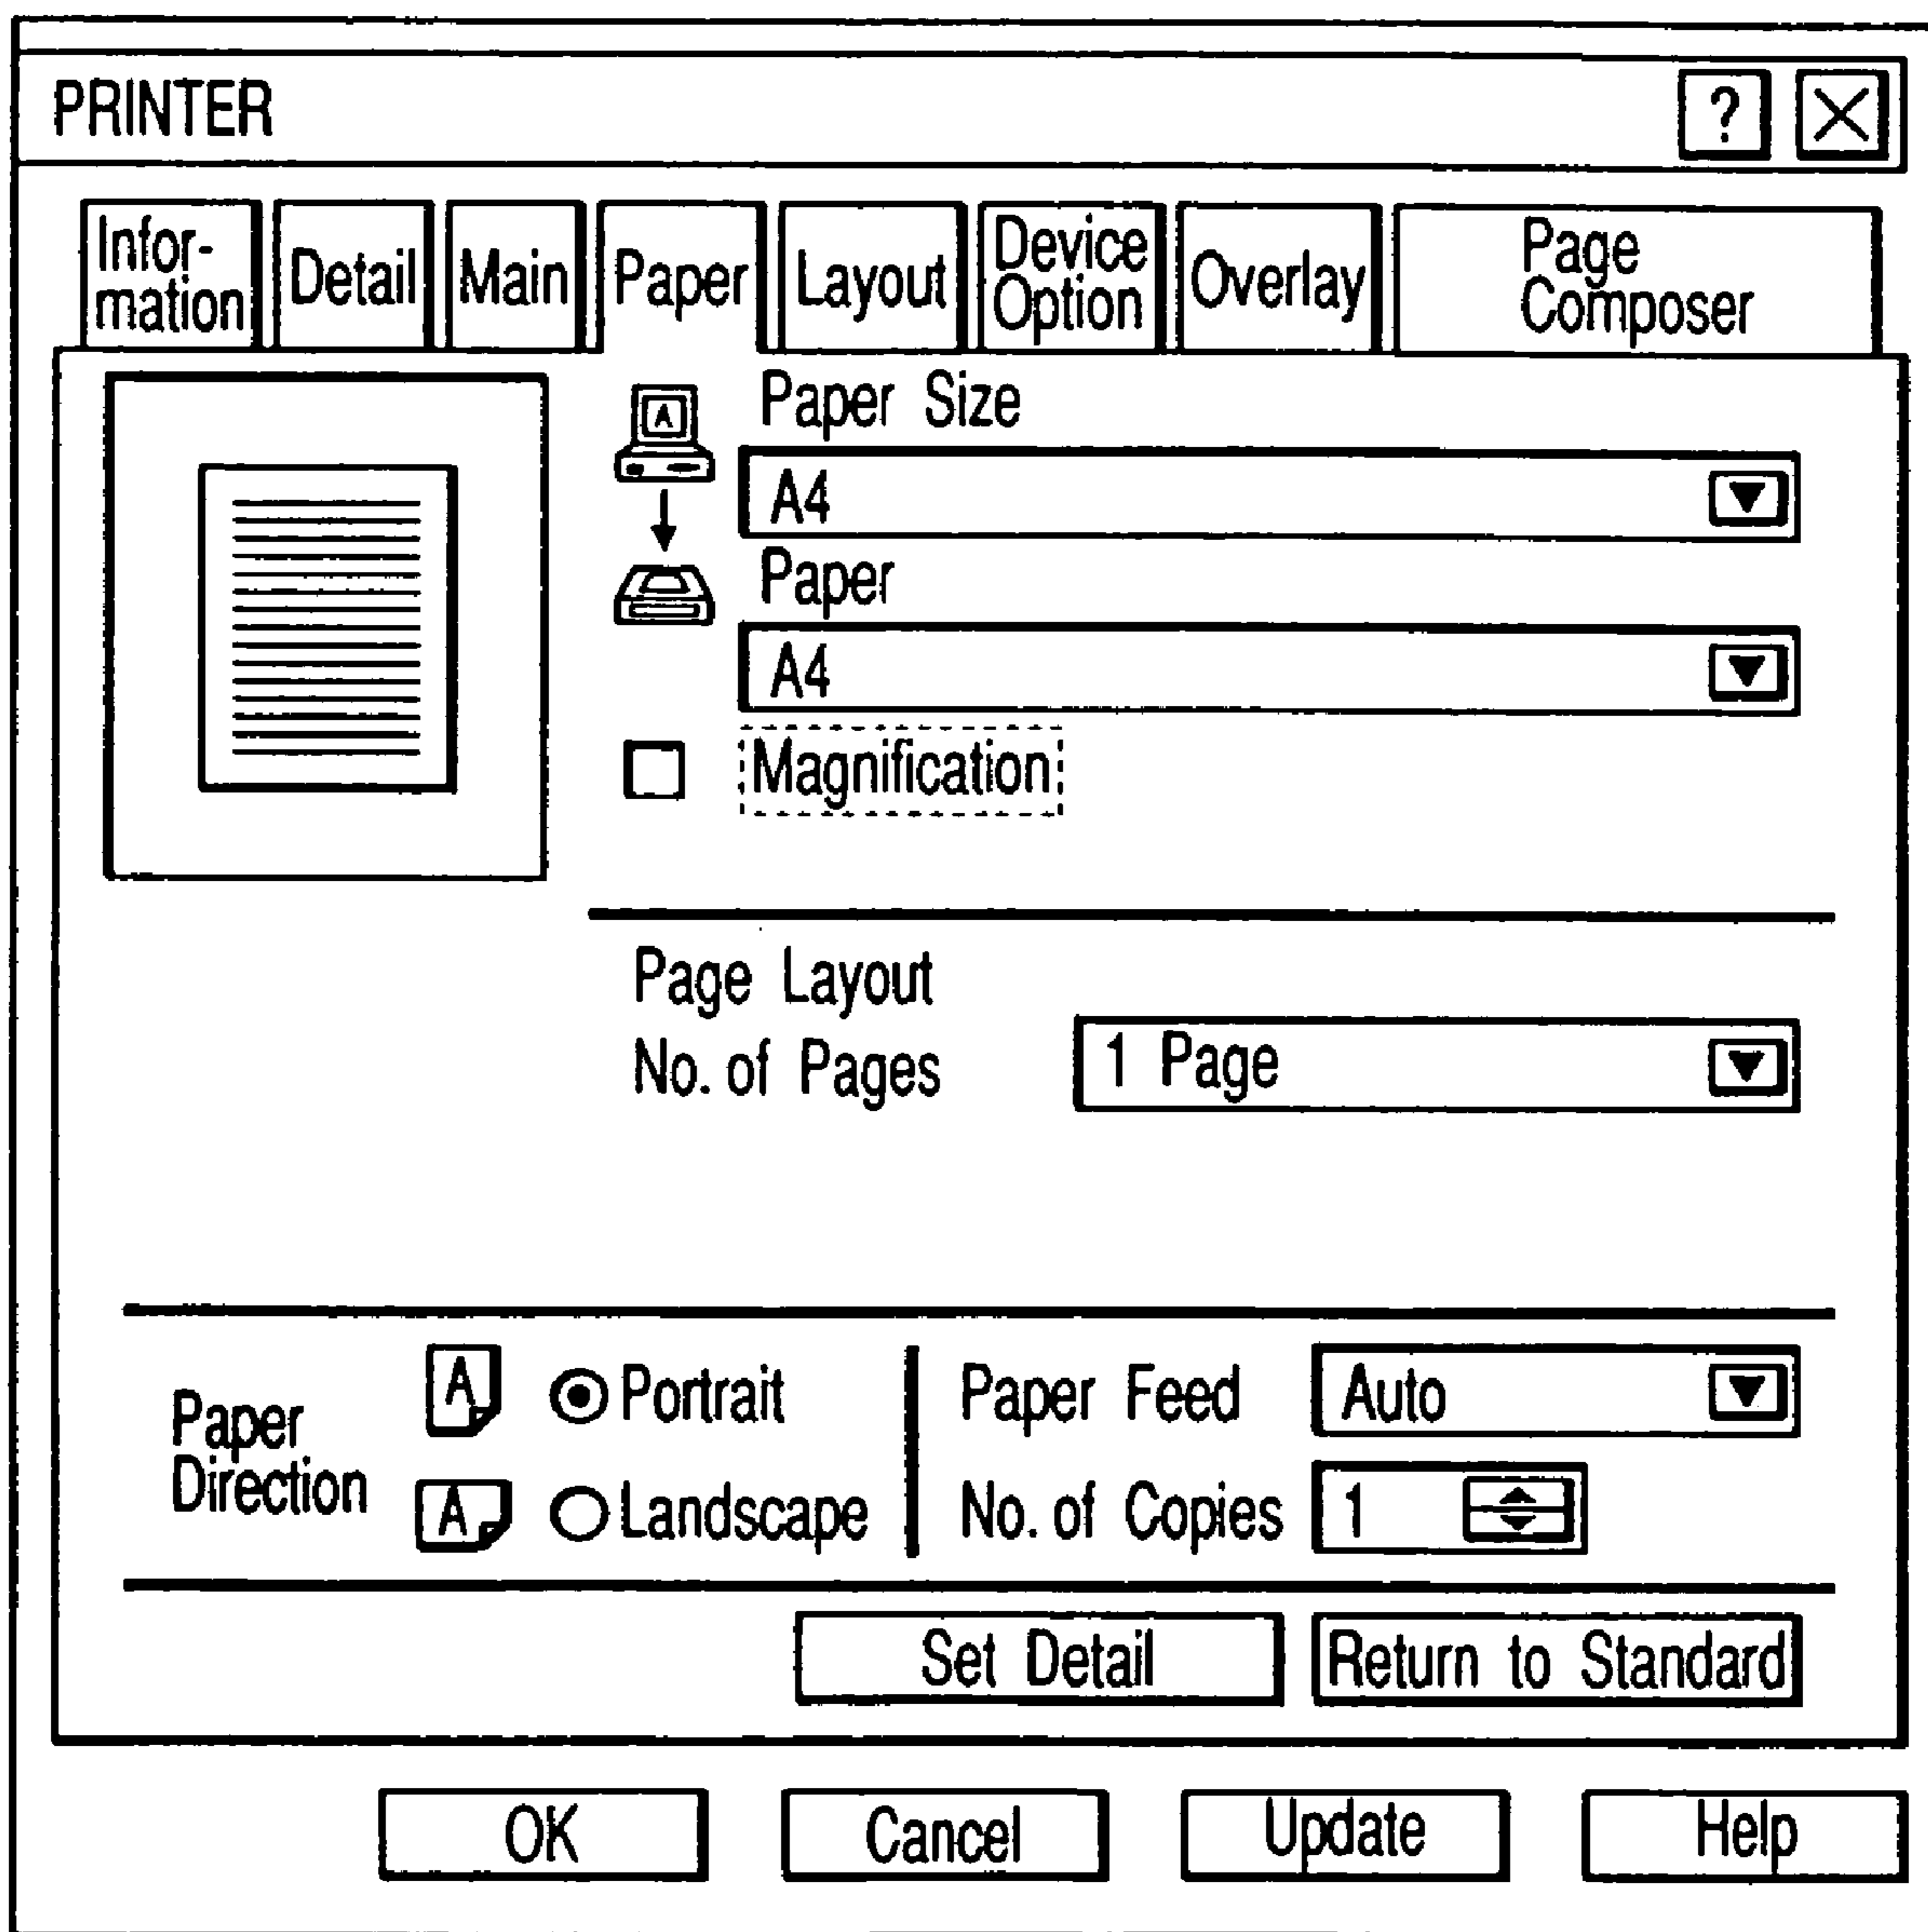 PRINTER ?
Infor-
mation
Detail
Main
Paper
Layout
Device
Option
Overlay
Page
Composer
A
Paper Size
A4
Paper
A4
Magnification
Page Layout
No. of Pages 1 Page
Paper
Direction
A Portrait
A Landscape
Paper Feed Auto
No. of Copies 1
Set Detail Return to Standard
OK Cancel Update Help